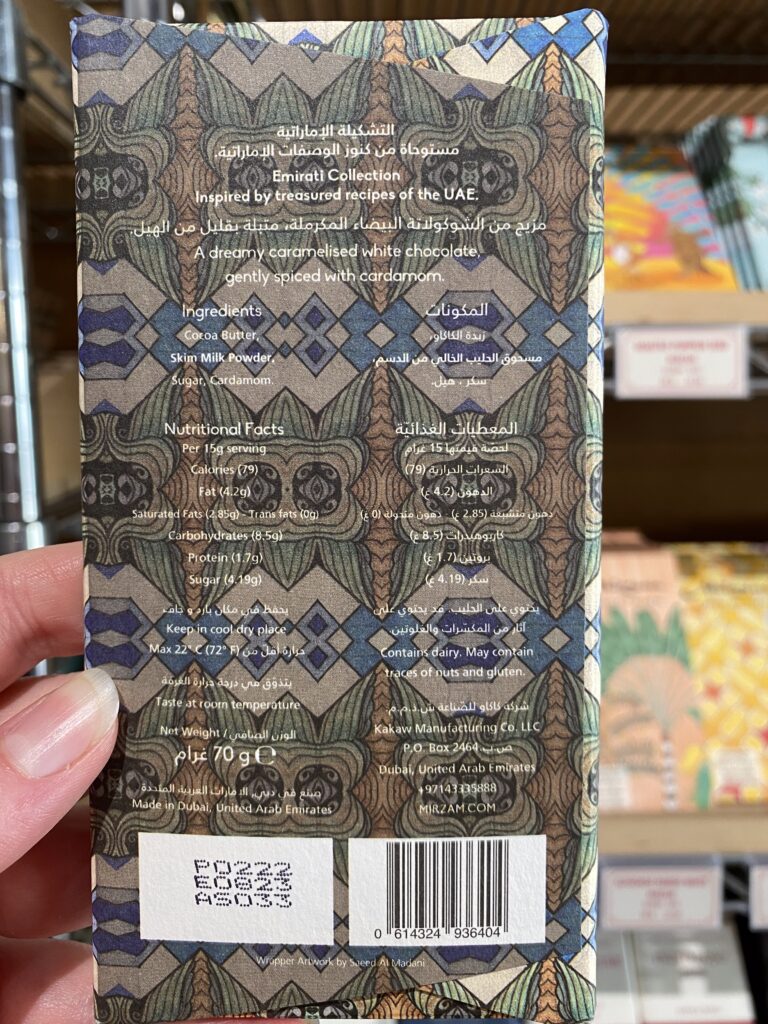 التشكيلة الإماراتية
مستوحاة من كنوز الوصفات الإماراتية.
Emirati Collection
Inspired by treasured recipes of the UAE.
مزيج من الشوكولاتة البيضاء المكرملة، متبلة بقليل من الهيل.
A dreamy caramelised white chocolate,
gently spiced with cardamom.
Ingredients
Cocoa Butter,
Skim Milk Powder,
Sugar, Cardamom.
المكونات
زبدة الكاكاو،
مسحوق الحليب الخالي من الدسم،
سكر ، هيل.
Nutritional Facts
Per 15g serving
Calories (79)
Fat (4.2g)
Saturated Fats (2.85g) - Trans fats (0g)
Carbohydrates (8.5g)
Protein (1.7g)
Sugar (4.19g)
المعطيات الغذائية
لحصة قيمتها 15 غرام
السعرات الحرارية (79)
الدهون (4.2 غ)
دهون متشبعة (2.85 غ) - دهون متحولة (0 غ)
كاربوهيدرات (8.5 غ)
بروتين (1.7 غ)
سكر (4.19 غ)
يحفظ في مكان بارد و جاف
Keep in cool dry place
Max 22° C (72° F) حرارة أقل من
يتذوّق في درجة حرارة الغرفة
Taste at room temperature
Net Weight / الوزن الصافي
70 g ℮ غرام
صنع في دبي، الامارات العربية المتحدة
Made in Dubai, United Arab Emirates
يحتوي على الحليب. قد يحتوي على
آثار من المكسّرات والغلوتين.
Contains dairy. May contain
traces of nuts and gluten.
شركة كاكاو للصّناعة ش.ذ.م.م.
Kakaw Manufacturing Co. LLC
P.O. Box 2464 ص.ب.
Dubai, United Arab Emirates
+97143335888
MIRZAM.COM
P0222
E0823
AS033
0 614324 936404
Wrapper Artwork by Saeed Al Madani